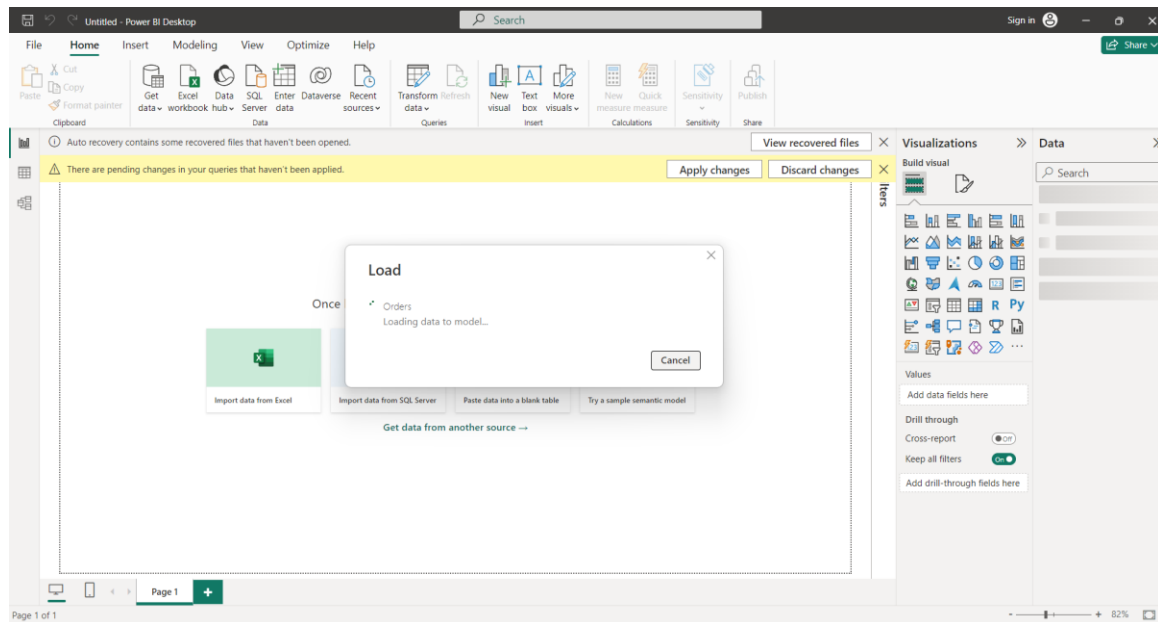 Untitled - Power BI Desktop
Search
Sign in
File Home Insert Modeling View Optimize Help
Share
Paste
Cut
Copy
Format painter
Clipboard
Get data
Excel workbook
Data hub
SQL Server
Enter data
Dataverse
Recent sources
Data
Transform data
Refresh
Queries
New visual
Text box
More visuals
Insert
New measure
Quick measure
Calculations
Sensitivity
Sensitivity
Publish
Share
Auto recovery contains some recovered files that haven't been opened.
View recovered files
There are pending changes in your queries that haven't been applied.
Apply changes
Discard changes
lters
Load
Orders
Loading data to model...
Cancel
Once
Import data from Excel
Import data from SQL Server
Paste data into a blank table
Try a sample semantic model
Get data from another source →
Visualizations
Build visual
R Py
123
Values
Add data fields here
Drill through
Cross-report
Off
Keep all filters
On
Add drill-through fields here
Data
Search
Page 1
Page 1 of 1
- + 82%